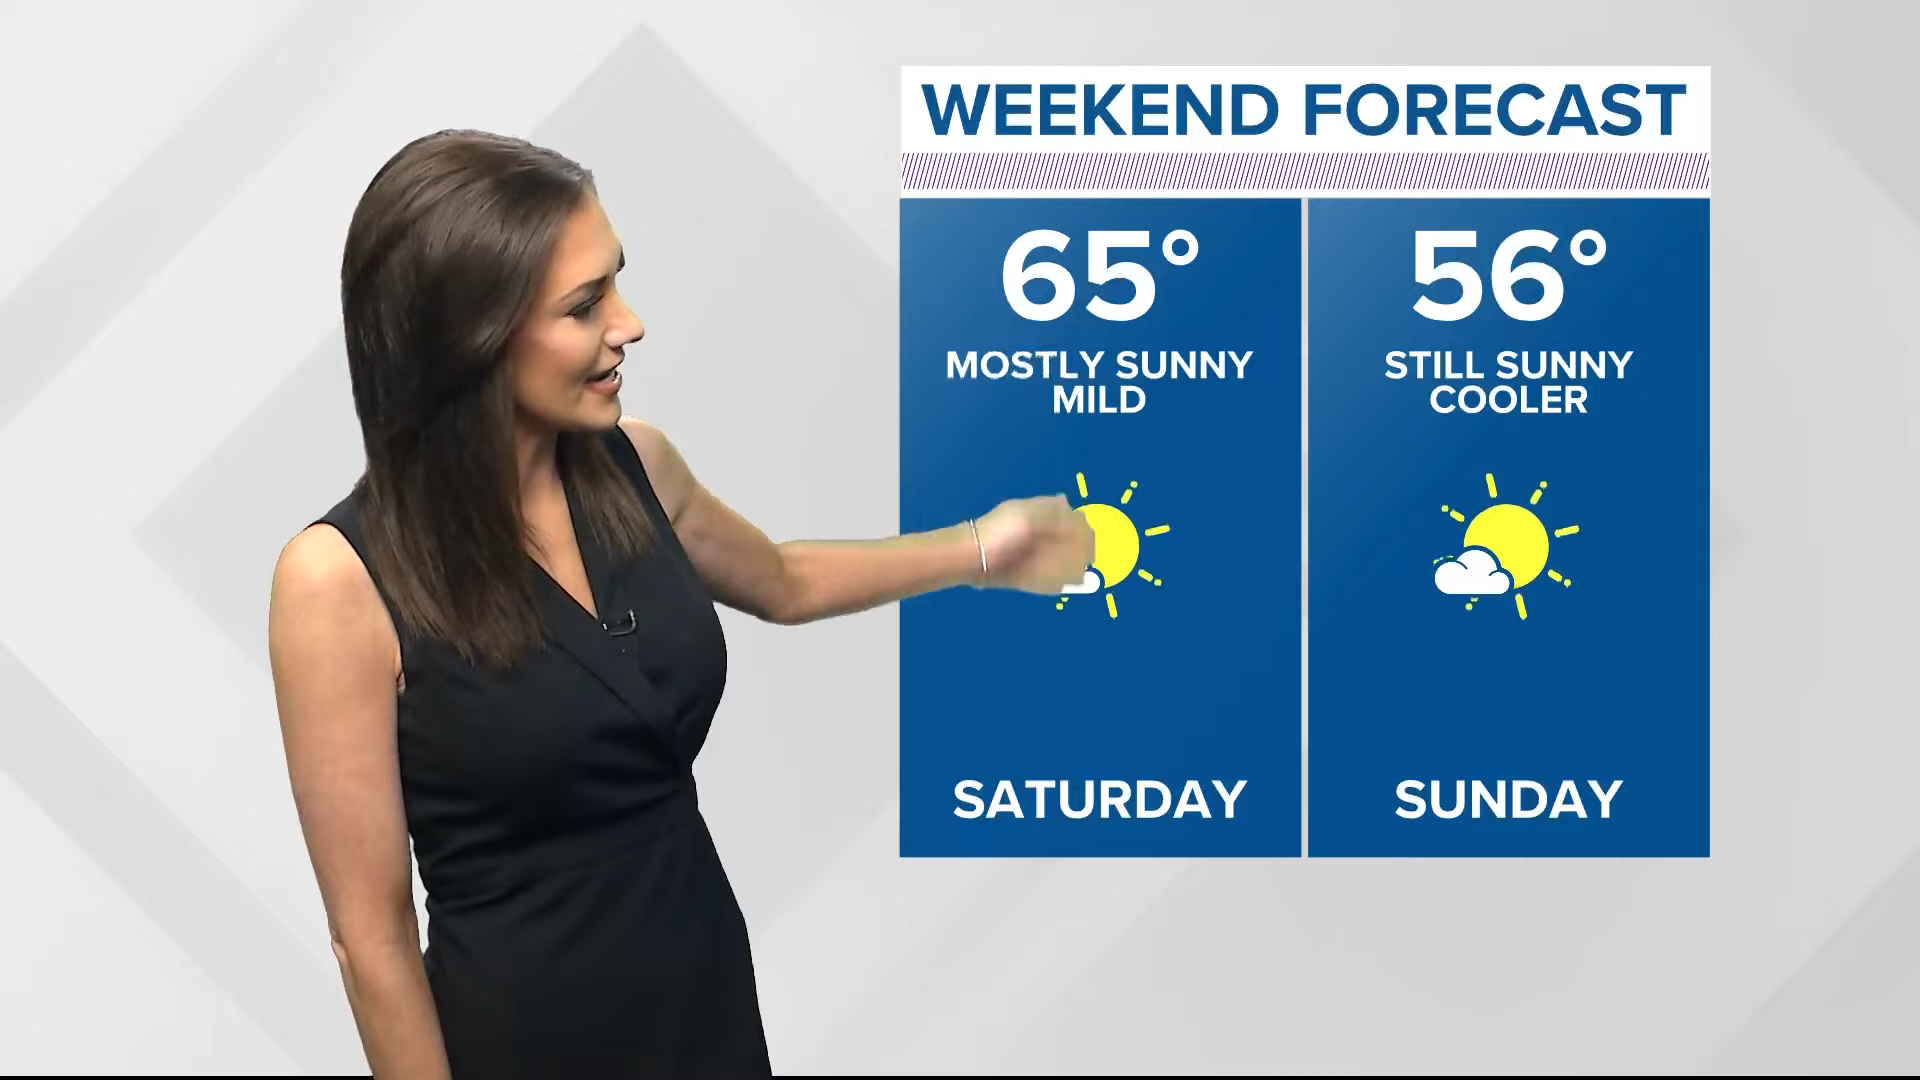 WEEKEND FORECAST
65°
MOSTLY SUNNY
MILD
SATURDAY
56°
STILL SUNNY
COOLER
SUNDAY